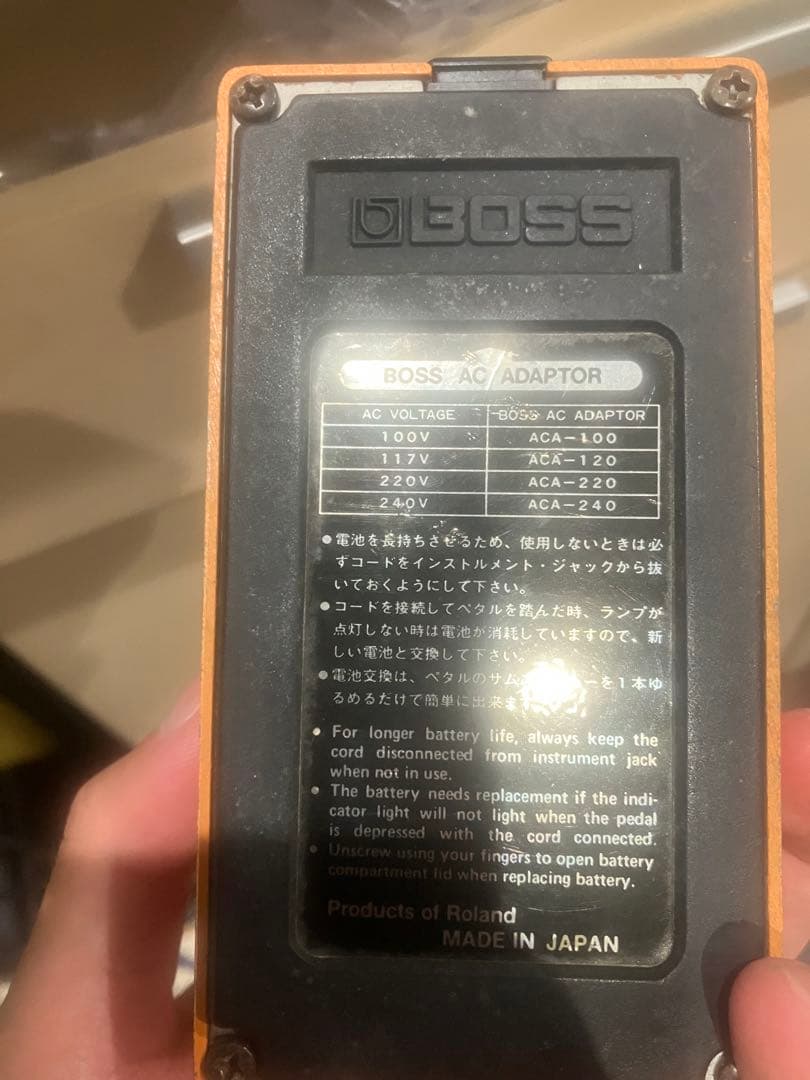 BOSS
BOSS AC ADAPTOR
AC VOLTAGE BOSS AC ADAPTOR
100V ACA-100
117V ACA-120
220V ACA-220
240V ACA-240
●電池を長持ちさせるため、使用しないときは必
ずコードをインストルメント・ジャックから抜
いておくようにして下さい。
●コードを接続してペタルを踏んだ時、ランプが
点灯しない時は電池が消耗していますので、新
しい電池と交換して下さい。
●電池交換は、ペタルのサム を1本ゆ
るめるだけで簡単に出来ます
● For longer battery life, always keep the
cord disconnected from instrument jack
when not in use.
● The battery needs replacement if the indi-
cator light will not light when the pedal
is depressed with the cord connected.
● Unscrew using your fingers to open battery
compartment lid when replacing battery.
Products of Roland
MADE IN JAPAN